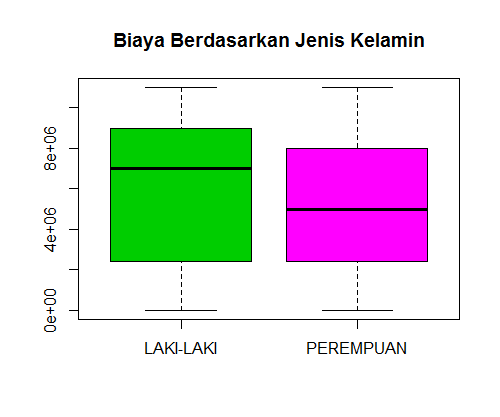 Biaya Berdasarkan Jenis Kelamin
8e+06
4e+06
0e+00
LAKI-LAKI PEREMPUAN